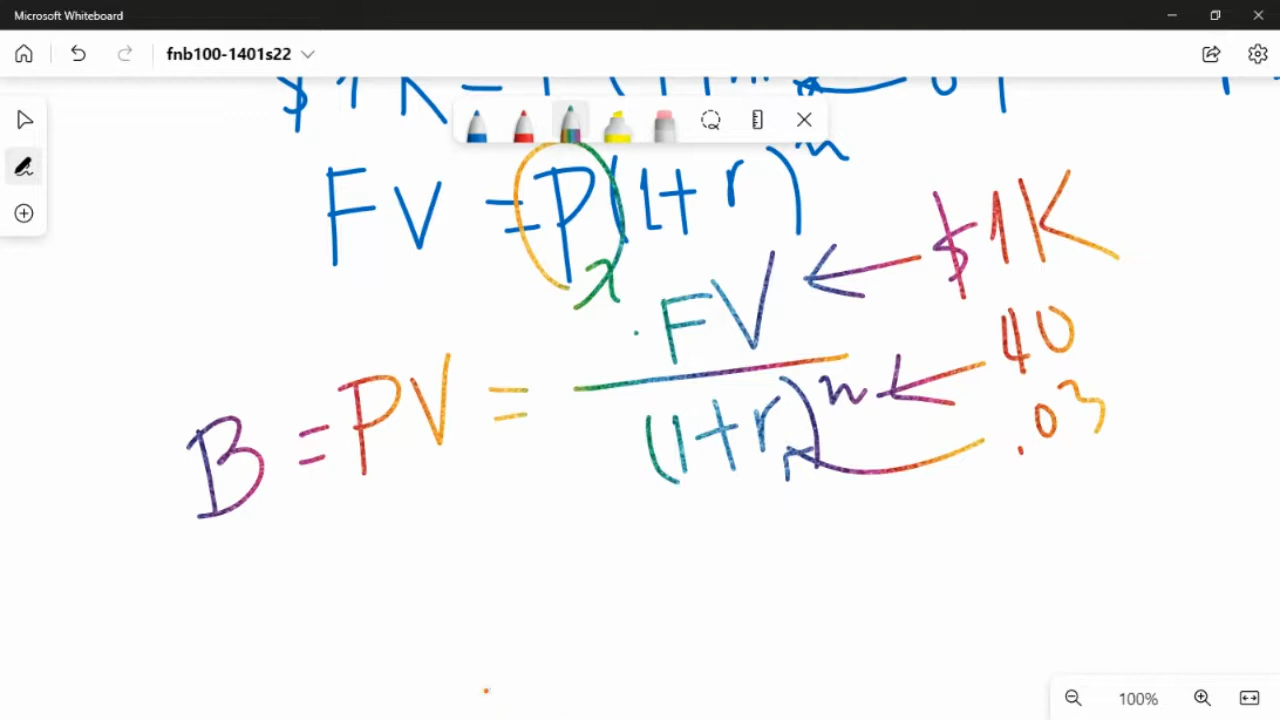 Microsoft Whiteboard
fnb100-1401s22
FV = P(1+r)^n
x
$1K
B = PV = FV / (1+r)^n
40
.03
100%